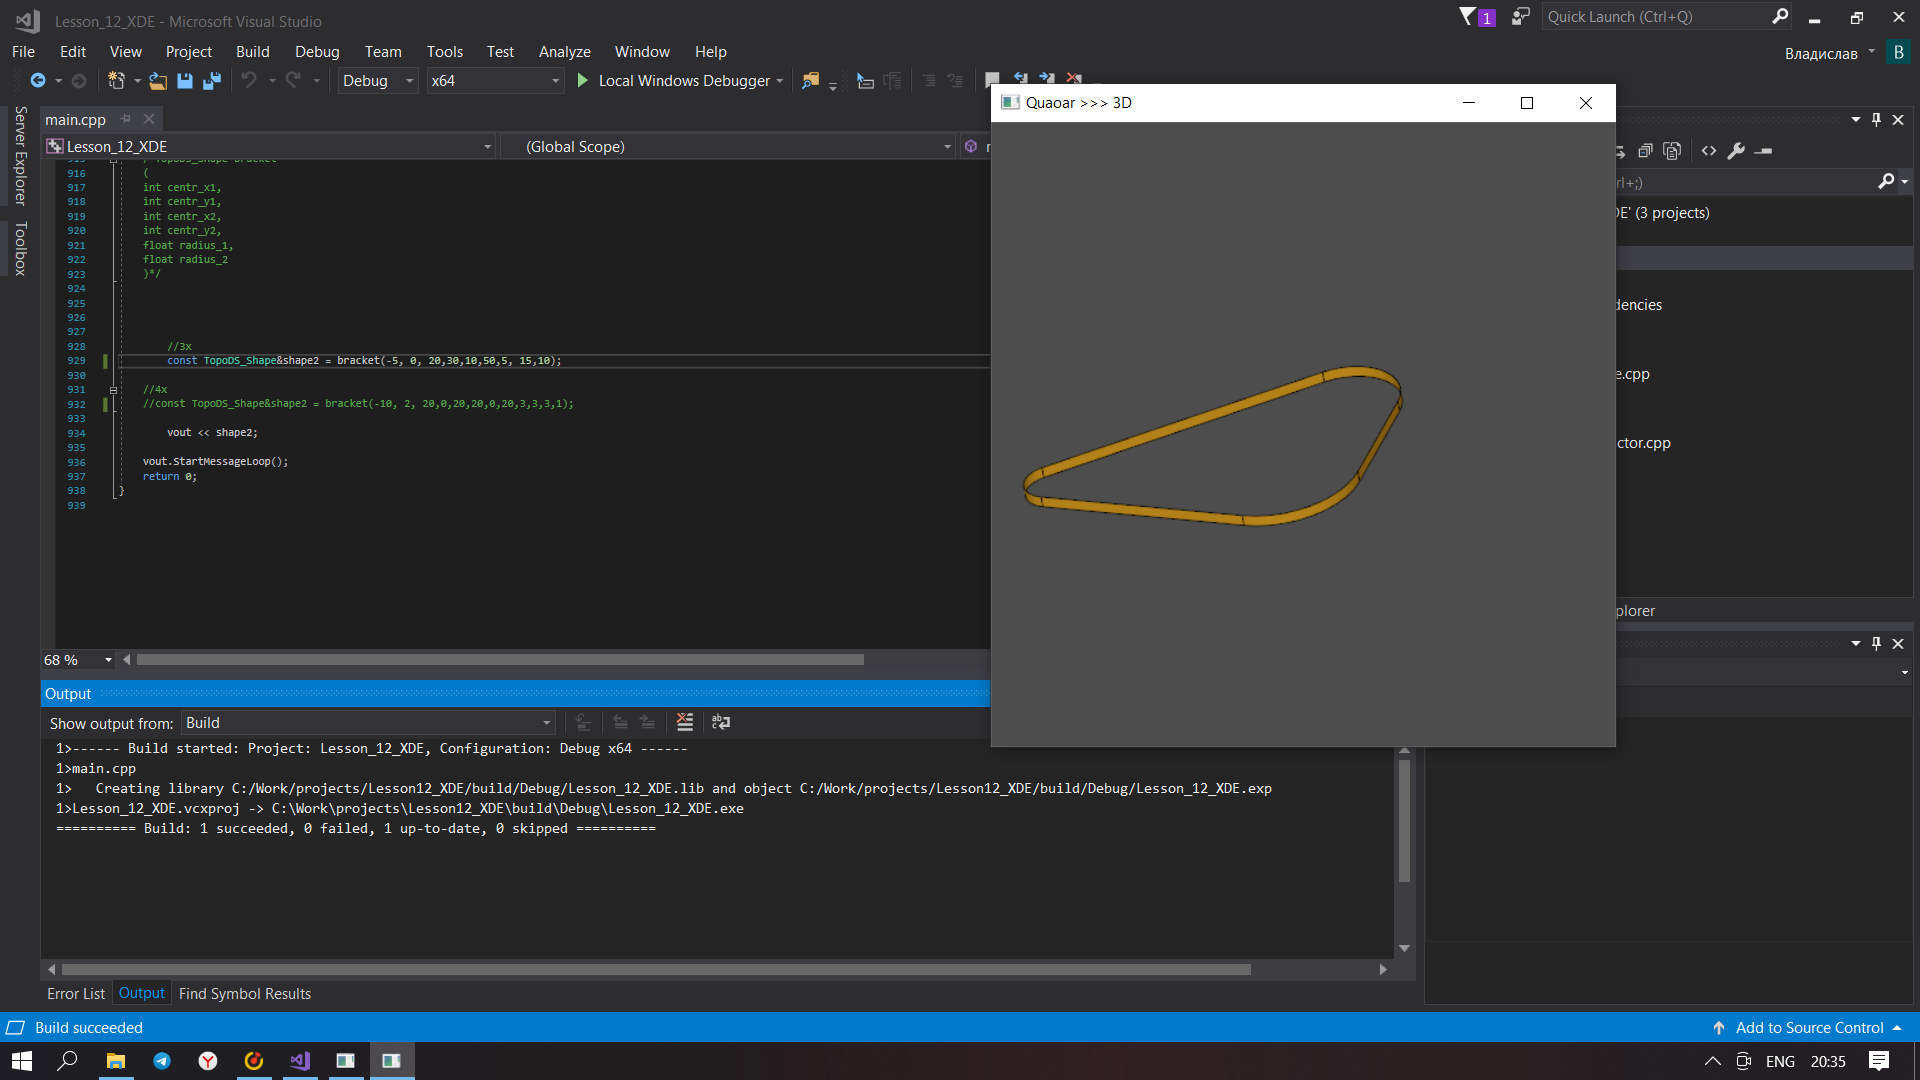 Lesson_12_XDE - Microsoft Visual Studio
1
Quick Launch (Ctrl+Q)
File Edit View Project Build Debug Team Tools Test Analyze Window Help
Владислав B
Debug x64 Local Windows Debugger
Quaoar >>> 3D
Server Explorer
Toolbox
main.cpp
Lesson_12_XDE (Global Scope)
916 (
917 int centr_x1,
918 int centr_y1,
919 int centr_x2,
920 int centr_y2,
921 float radius_1,
922 float radius_2
923 )*/
924
925
926
927
928 //3x
929 const TopoDS_Shape&shape2 = bracket(-5, 0, 20,30,10,50,5, 15,10);
930
931 //4x
932 //const TopoDS_Shape&shape2 = bracket(-10, 2, 20,0,20,20,0,20,3,3,3,1);
933
934 vout << shape2;
935
936 vout.StartMessageLoop();
937 return 0;
938 }
939
rl+;)
DE' (3 projects)
dencies
e.cpp
ctor.cpp
plorer
68 %
Output
Show output from: Build
1>------ Build started: Project: Lesson_12_XDE, Configuration: Debug x64 ------
1>main.cpp
1>   Creating library C:/Work/projects/Lesson12_XDE/build/Debug/Lesson_12_XDE.lib and object C:/Work/projects/Lesson12_XDE/build/Debug/Lesson_12_XDE.exp
1>Lesson_12_XDE.vcxproj -> C:\Work\projects\Lesson12_XDE\build\Debug\Lesson_12_XDE.exe
========== Build: 1 succeeded, 0 failed, 1 up-to-date, 0 skipped ==========
Error List Output Find Symbol Results
Build succeeded
Add to Source Control
ENG 20:35